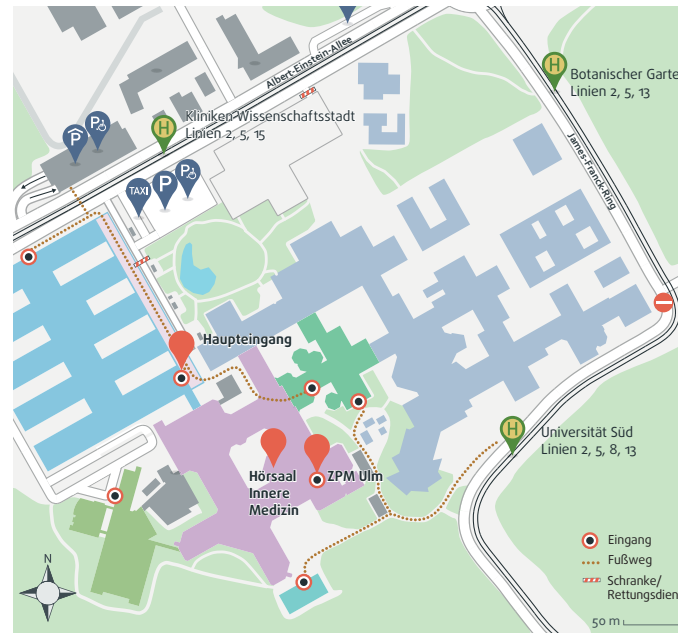 Albert-Einstein-Allee
Botanischer Garte
Linien 2, 5, 13
Kliniken Wissenschaftsstadt
Linien 2, 5, 15
H
H
P
P
TAXI
P
P
James-Franck-Ring
Haupteingang
H
Universität Süd
Linien 2, 5, 8, 13
Hörsaal
Innere
Medizin
ZPM Ulm
N
Eingang
Fußweg
Schranke/
Rettungsdien
50 m